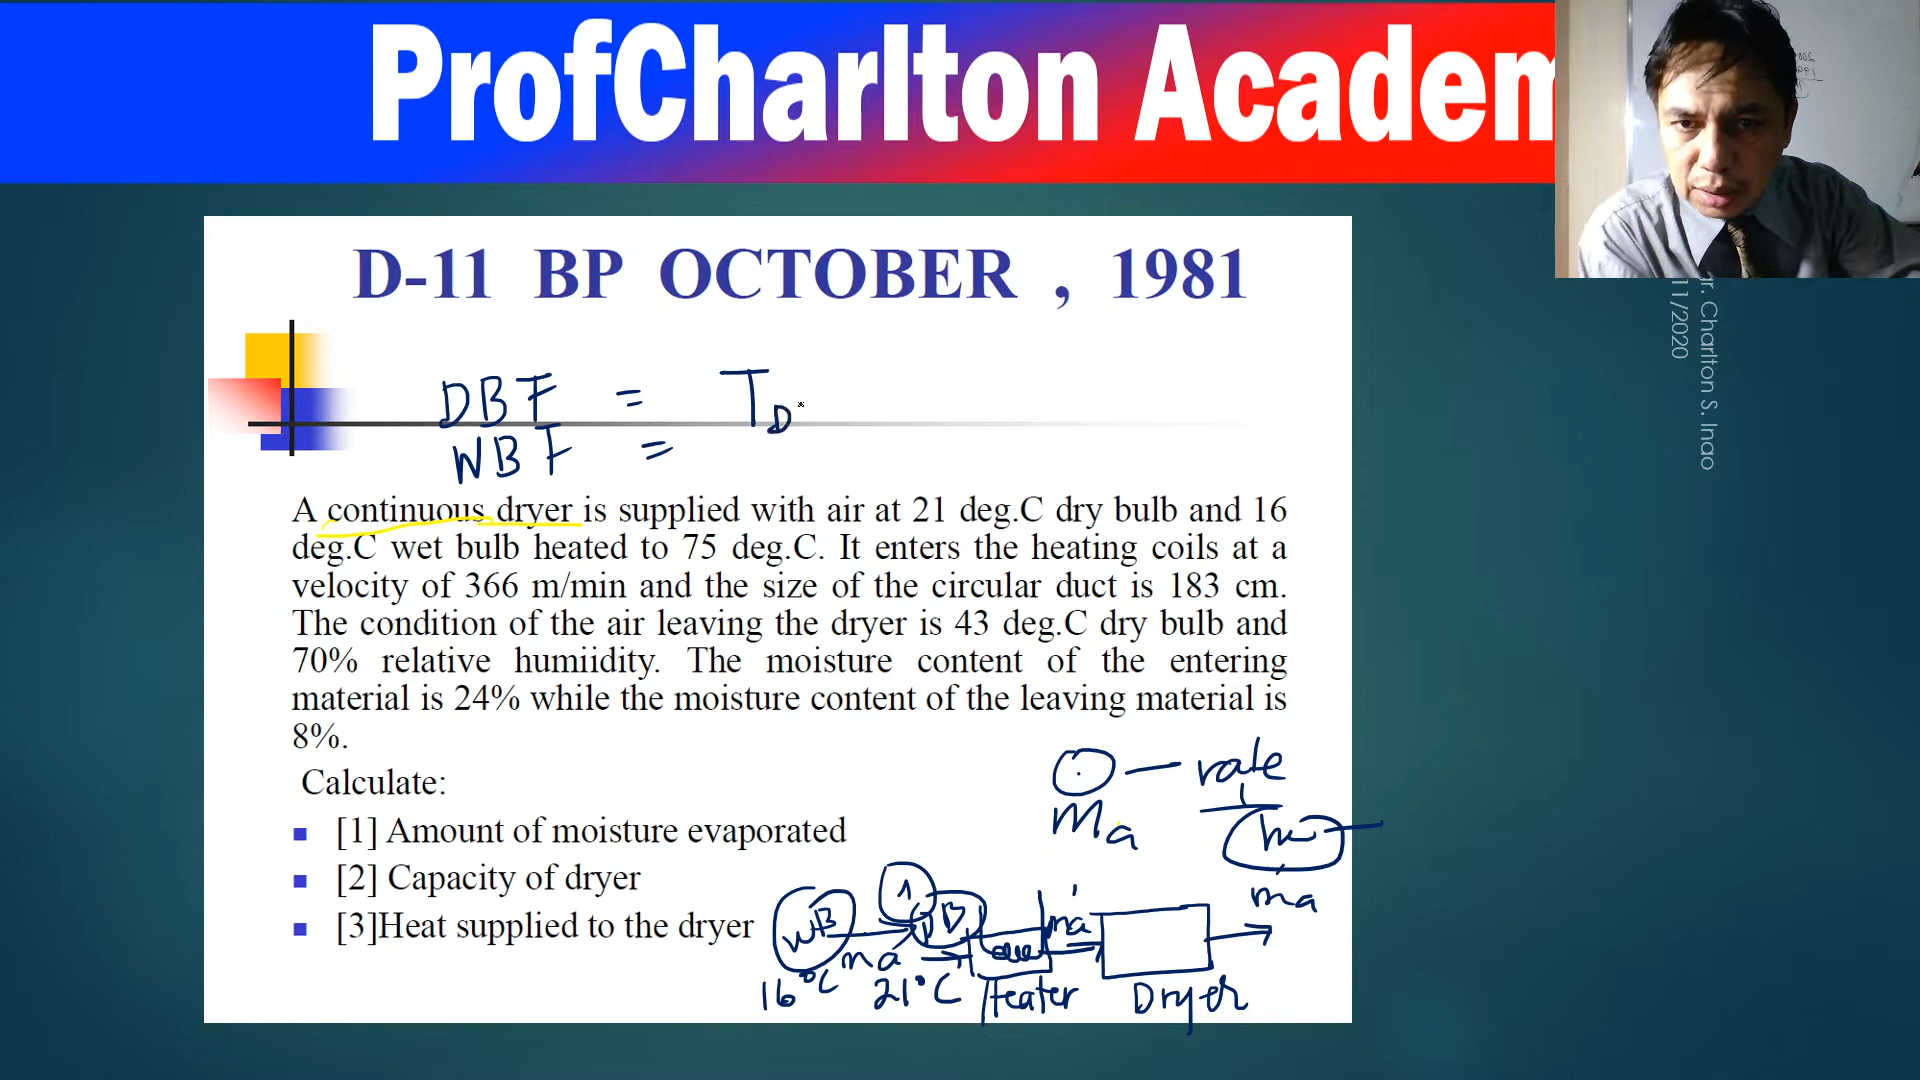 ProfCharlton Academ
D-11 BP OCTOBER , 1981
gr. Charlton S. Inao
11/2020
DBT = TD
WBT =
A continuous dryer is supplied with air at 21 deg.C dry bulb and 16
deg.C wet bulb heated to 75 deg.C. It enters the heating coils at a
velocity of 366 m/min and the size of the circular duct is 183 cm.
The condition of the air leaving the dryer is 43 deg.C dry bulb and
70% relative humiidity. The moisture content of the entering
material is 24% while the moisture content of the leaving material is
8%.
Calculate:
[1] Amount of moisture evaporated
[2] Capacity of dryer
[3]Heat supplied to the dryer
rate
ma
ma
1
WB
ma
ma
16°C
21°C
Heater
Dryer